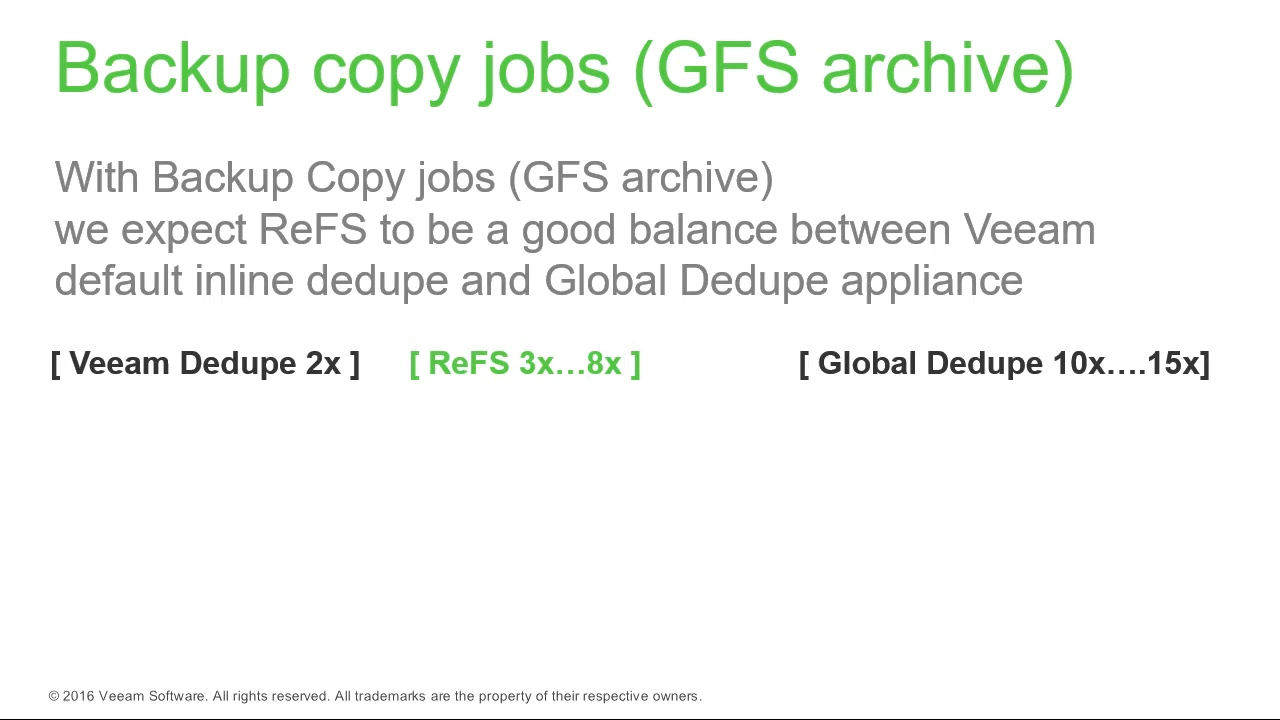 Backup copy jobs (GFS archive)
With Backup Copy jobs (GFS archive)
we expect ReFS to be a good balance between Veeam
default inline dedupe and Global Dedupe appliance
[ Veeam Dedupe 2x ] [ ReFS 3x…8x ] [ Global Dedupe 10x….15x]
© 2016 Veeam Software. All rights reserved. All trademarks are the property of their respective owners.